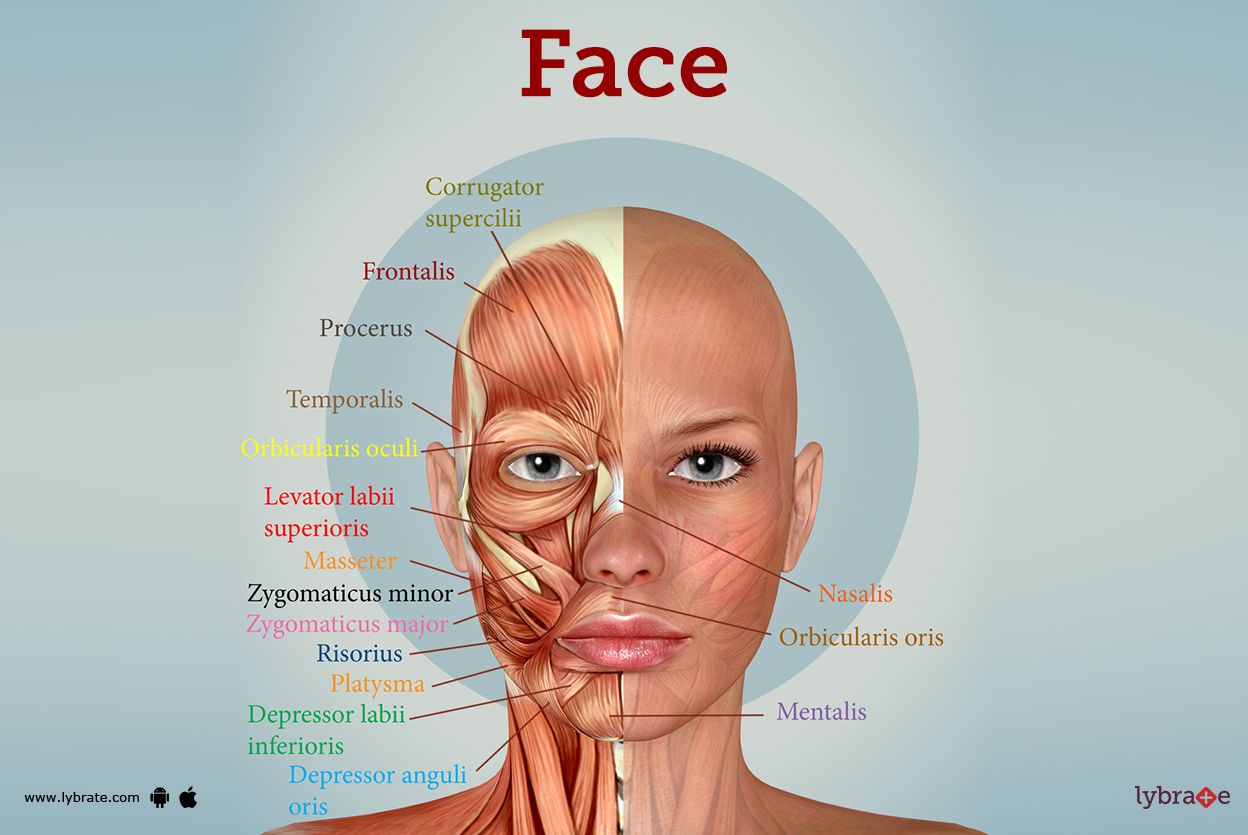 Face
Corrugator
supercilii
Frontalis
Procerus
Temporalis
Orbicularis oculi
Levator labii
superioris
Masseter
Zygomaticus minor
Zygomaticus major
Risorius
Platysma
Depressor labii
inferioris
Depressor anguli
oris
Nasalis
Orbicularis oris
Mentalis
www.lybrate.com
lybrate